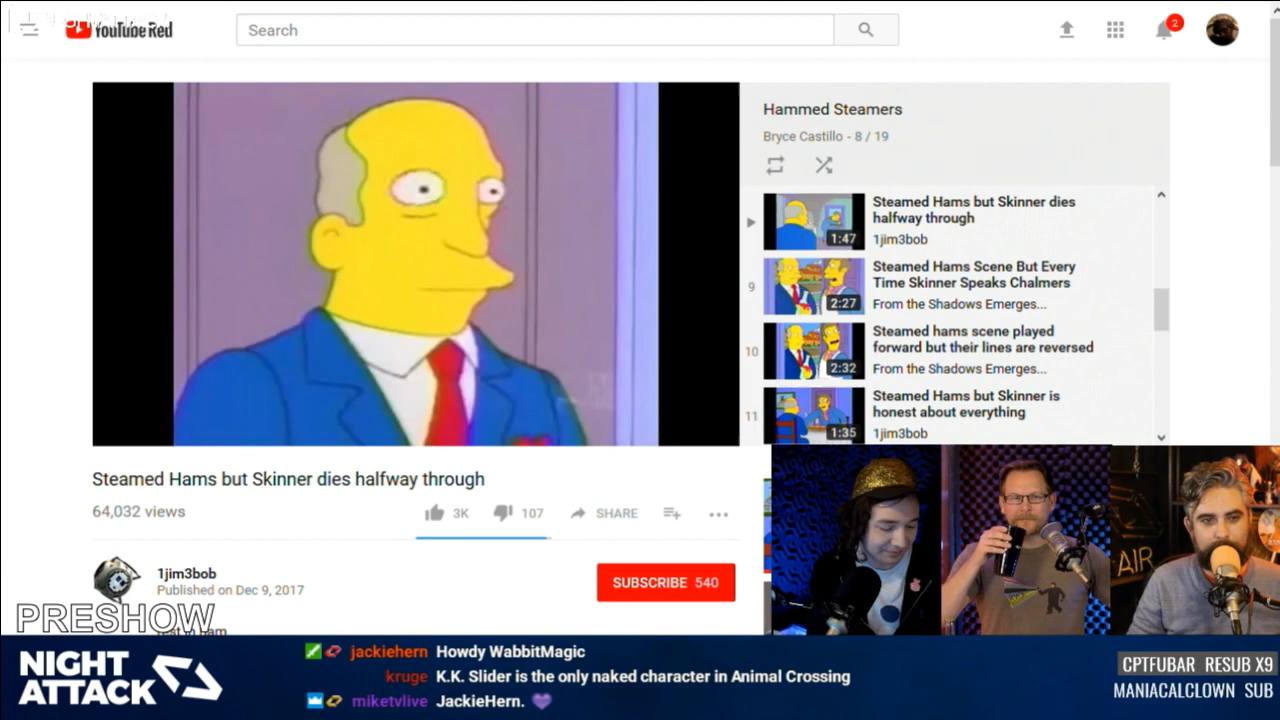 YouTube Red
Search
2
Hammed Steamers
Bryce Castillo - 8 / 19
Steamed Hams but Skinner dies
halfway through
1jim3bob
1:47
9
Steamed Hams Scene But Every
Time Skinner Speaks Chalmers
From the Shadows Emerges...
2:27
10
Steamed hams scene played
forward but their lines are reversed
From the Shadows Emerges...
2:32
11
Steamed Hams but Skinner is
honest about everything
1jim3bob
1:35
Steamed Hams but Skinner dies halfway through
64,032 views
3K
107
SHARE
1jim3bob
Published on Dec 9, 2017
SUBSCRIBE 540
AIR
PRESHOW
NIGHT
ATTACK
jackiehern Howdy WabbitMagic
kruge K.K. Slider is the only naked character in Animal Crossing
miketvlive JackieHern.
CPTFUBAR RESUB X9
MANIACALCLOWN SUB